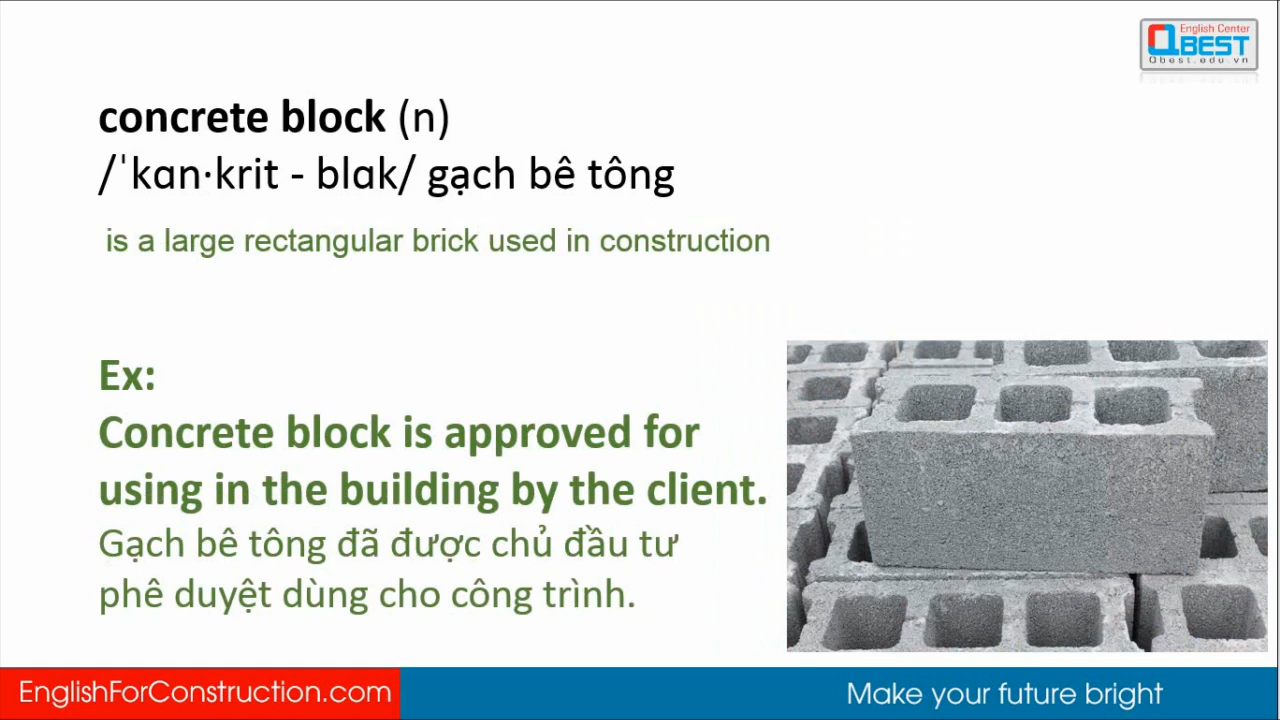 English Center
QBEST
Qbest.edu.vn
concrete block (n)
/ˈkɑn·krit - blɑk/ gạch bê tông
is a large rectangular brick used in construction
Ex:
Concrete block is approved for
using in the building by the client.
Gạch bê tông đã được chủ đầu tư
phê duyệt dùng cho công trình.
EnglishForConstruction.com
Make your future bright